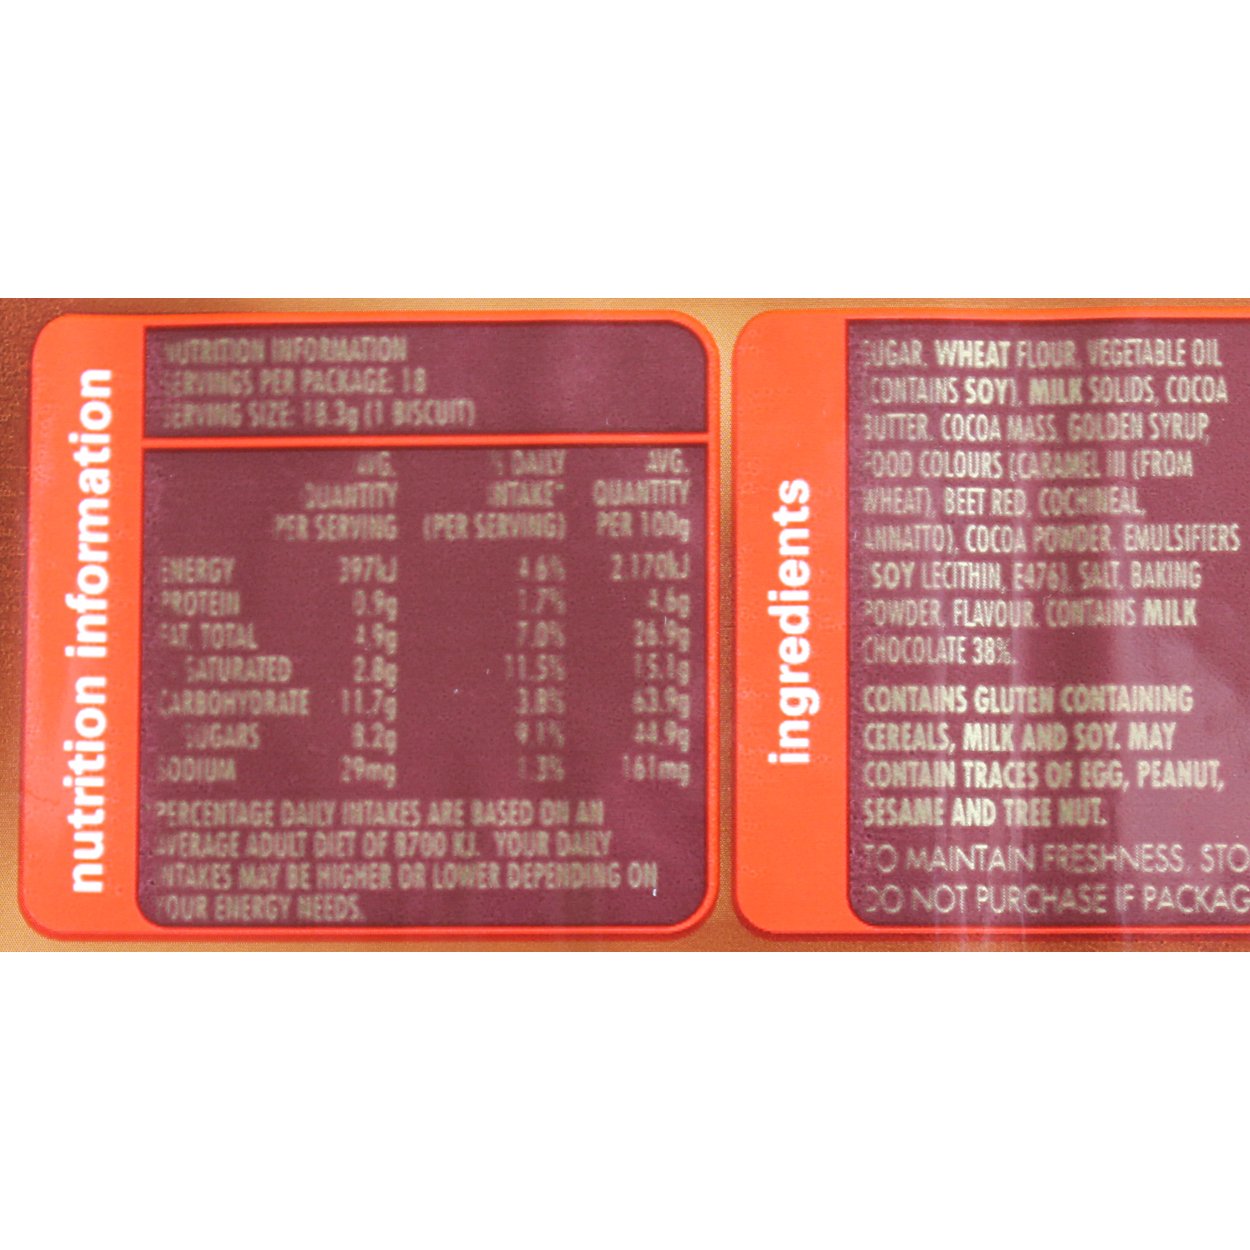 nutrition information
NUTRITION INFORMATION
SERVINGS PER PACKAGE: 18
SERVING SIZE: 18.3g (1 BISCUIT)
AVG. % DAILY AVG.
QUANTITY INTAKE* QUANTITY
PER SERVING (PER SERVING) PER 100g
ENERGY 397kJ 4.6% 2170kJ
PROTEIN 0.9g 1.7% 4.6g
FAT, TOTAL 4.9g 7.0% 26.9g
- SATURATED 2.8g 11.5% 15.1g
CARBOHYDRATE 11.7g 3.8% 63.9g
- SUGARS 8.2g 9.1% 44.9g
SODIUM 29mg 1.3% 161mg
*PERCENTAGE DAILY INTAKES ARE BASED ON AN
AVERAGE ADULT DIET OF 8700 KJ. YOUR DAILY
INTAKES MAY BE HIGHER OR LOWER DEPENDING ON
YOUR ENERGY NEEDS.
ingredients
SUGAR, WHEAT FLOUR, VEGETABLE OIL
(CONTAINS SOY), MILK SOLIDS, COCOA
BUTTER, COCOA MASS, GOLDEN SYRUP,
FOOD COLOURS (CARAMEL III (FROM
WHEAT), BEET RED, COCHINEAL,
ANNATTO), COCOA POWDER, EMULSIFIERS
(SOY LECITHIN, E476), SALT, BAKING
POWDER, FLAVOUR. CONTAINS MILK
CHOCOLATE 38%.
CONTAINS GLUTEN CONTAINING
CEREALS, MILK AND SOY. MAY
CONTAIN TRACES OF EGG, PEANUT,
SESAME AND TREE NUT.
TO MAINTAIN FRESHNESS, STO
DO NOT PURCHASE IF PACKAG